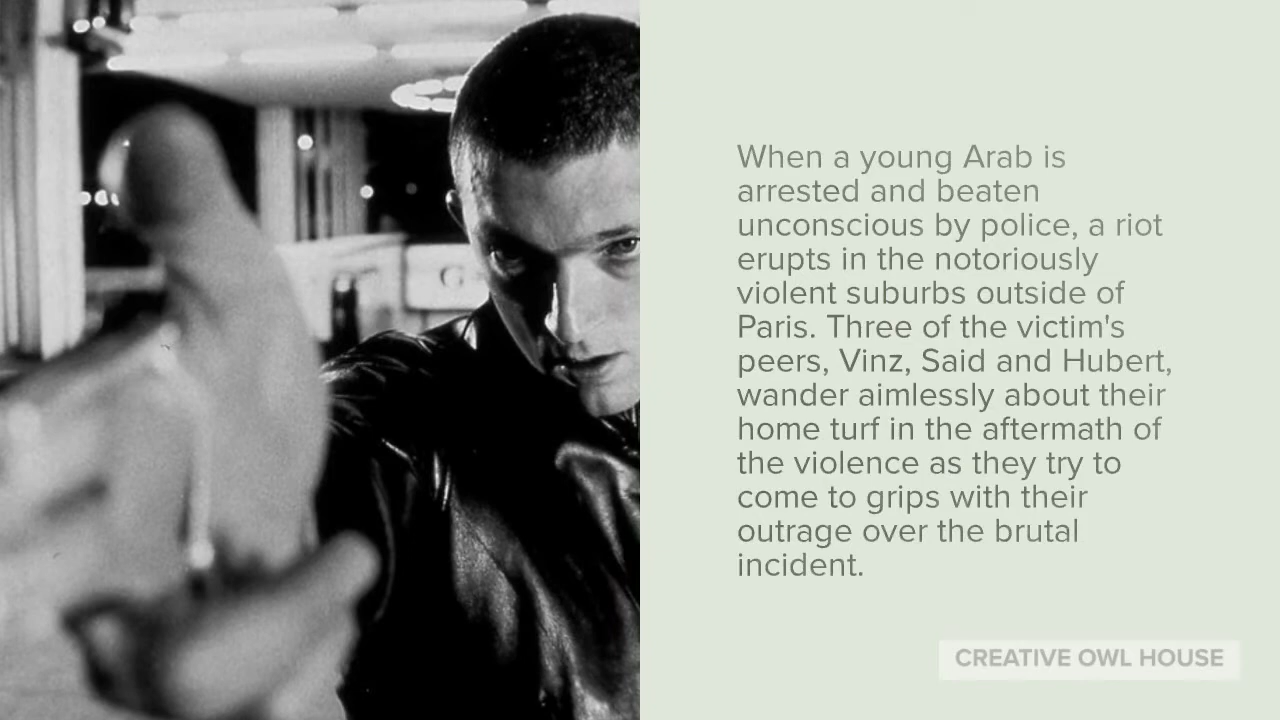 When a young Arab is
arrested and beaten
unconscious by police, a riot
erupts in the notoriously
violent suburbs outside of
Paris. Three of the victim's
peers, Vinz, Said and Hubert,
wander aimlessly about their
home turf in the aftermath of
the violence as they try to
come to grips with their
outrage over the brutal
incident.
CREATIVE OWL HOUSE